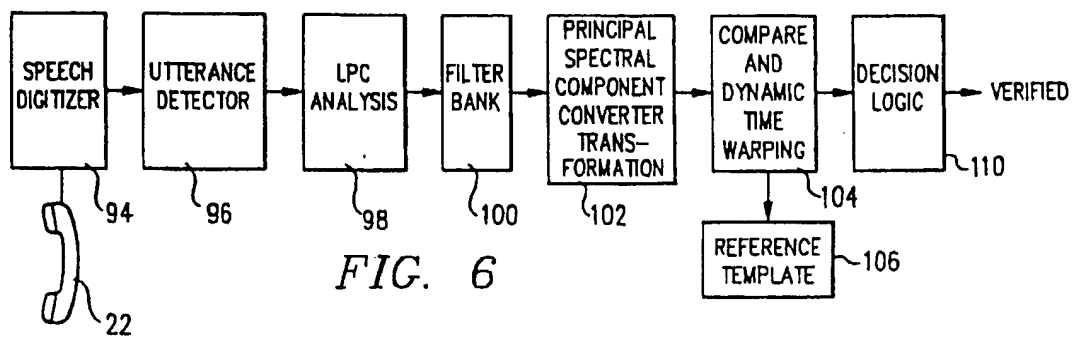 SPEECH
DIGITIZER
94
22
UTTERANCE
DETECTOR
96
LPC
ANALYSIS
98
FILTER
BANK
100
PRINCIPAL
SPECTRAL
COMPONENT
CONVERTER
TRANS-
FORMATION
102
COMPARE
AND
DYNAMIC
TIME
WARPING
104
REFERENCE
TEMPLATE
106
DECISION
LOGIC
110
VERIFIED
FIG. 6